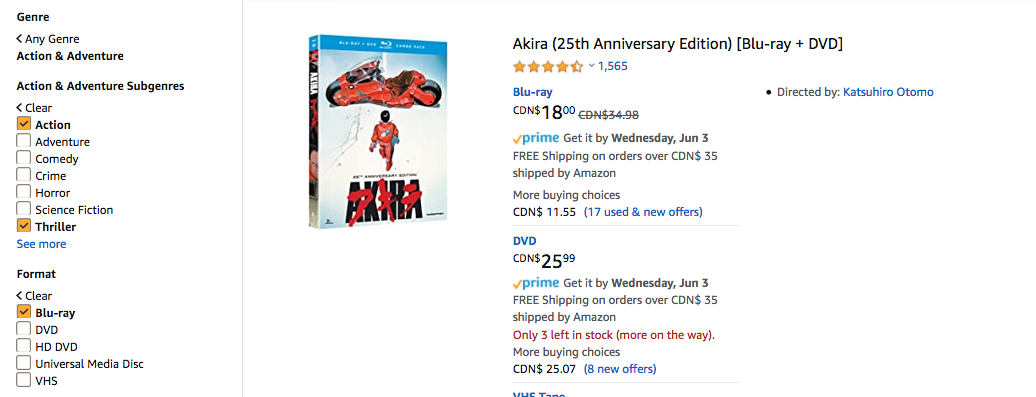 Genre
Any Genre
Action & Adventure
Action & Adventure Subgenres
Clear
Action
Adventure
Comedy
Crime
Horror
Science Fiction
Thriller
See more
Format
Clear
Blu-ray
DVD
HD DVD
Universal Media Disc
VHS
BLU-RAY + DVD COMBO PACK
AKIRA
25TH ANNIVERSARY EDITION
AKIRA
アキラ
Akira (25th Anniversary Edition) [Blu-ray + DVD]
1,565
Blu-ray
CDN$ 18 00 CDN$34.98
prime Get it by Wednesday, Jun 3
FREE Shipping on orders over CDN$ 35
shipped by Amazon
More buying choices
CDN$ 11.55 (17 used & new offers)
DVD
CDN$ 25 99
prime Get it by Wednesday, Jun 3
FREE Shipping on orders over CDN$ 35
shipped by Amazon
Only 3 left in stock (more on the way).
More buying choices
CDN$ 25.07 (8 new offers)
VHS Tape
• Directed by: Katsuhiro Otomo